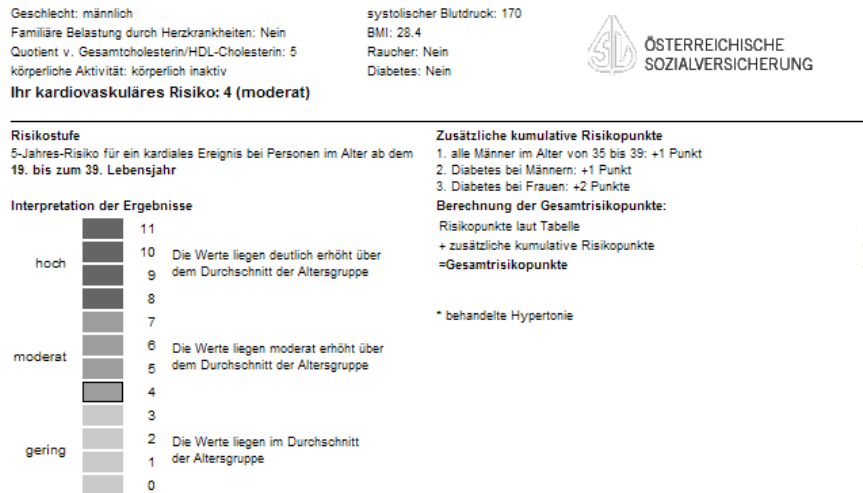 Geschlecht: männlich
Familiäre Belastung durch Herzkrankheiten: Nein
Quotient v. Gesamtcholesterin/HDL-Cholesterin: 5
körperliche Aktivität: körperlich inaktiv
Ihr kardiovaskuläres Risiko: 4 (moderat)
systolischer Blutdruck: 170
BMI: 28.4
Raucher: Nein
Diabetes: Nein
ÖSTERREICHISCHE
SOZIALVERSICHERUNG
Risikostufe
5-Jahres-Risiko für ein kardiales Ereignis bei Personen im Alter ab dem
19. bis zum 39. Lebensjahr
Interpretation der Ergebnisse
11
10
9
8
7
6
5
4
3
2
1
0
hoch
Die Werte liegen deutlich erhöht über
dem Durchschnitt der Altersgruppe
moderat
Die Werte liegen moderat erhöht über
dem Durchschnitt der Altersgruppe
gering
Die Werte liegen im Durchschnitt
der Altersgruppe
Zusätzliche kumulative Risikopunkte
1. alle Männer im Alter von 35 bis 39: +1 Punkt
2. Diabetes bei Männern: +1 Punkt
3. Diabetes bei Frauen: +2 Punkte
Berechnung der Gesamtrisikopunkte:
Risikopunkte laut Tabelle
+ zusätzliche kumulative Risikopunkte
=Gesamtrisikopunkte
* behandelte Hypertonie